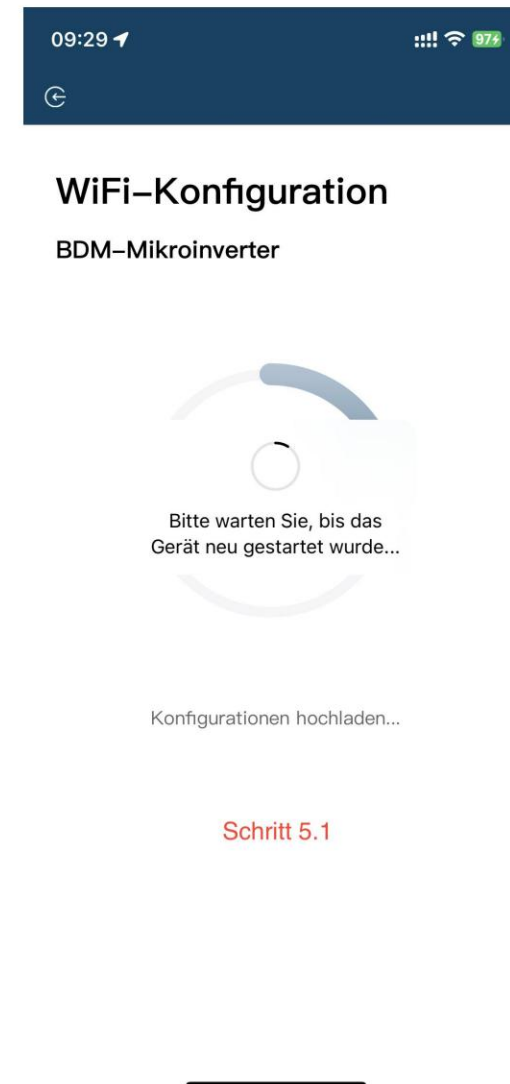 09:29
97
WiFi–Konfiguration
BDM–Mikroinverter
Bitte warten Sie, bis das
Gerät neu gestartet wurde...
Konfigurationen hochladen...
Schritt 5.1